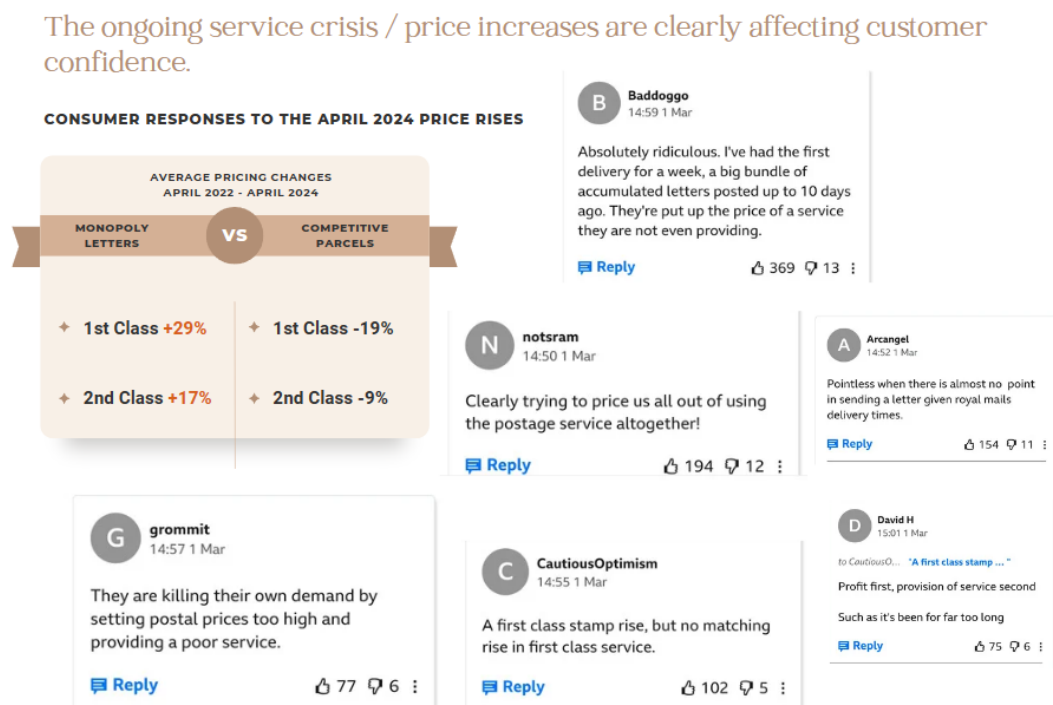 The ongoing service crisis / price increases are clearly affecting customer
confidence.
CONSUMER RESPONSES TO THE APRIL 2024 PRICE RISES
AVERAGE PRICING CHANGES
APRIL 2022 - APRIL 2024
MONOPOLY
LETTERS
VS
COMPETITIVE
PARCELS
1st Class +29%
1st Class -19%
2nd Class +17%
2nd Class -9%
B
Baddoggo
14:59 1 Mar
Absolutely ridiculous. I've had the first
delivery for a week, a big bundle of
accumulated letters posted up to 10 days
ago. They're put up the price of a service
they are not even providing.
Reply
369 13
N
notsram
14:50 1 Mar
Clearly trying to price us all out of using
the postage service altogether!
Reply
194 12
A
Arcangel
14:52 1 Mar
Pointless when there is almost no point
in sending a letter given royal mails
delivery times.
Reply
154 11
G
grommit
14:57 1 Mar
They are killing their own demand by
setting postal prices too high and
providing a poor service.
Reply
77 6
C
CautiousOptimism
14:55 1 Mar
A first class stamp rise, but no matching
rise in first class service.
Reply
102 5
D
David H
15:01 1 Mar
to CautiousO... "A first class stamp ... "
Profit first, provision of service second
Such as it's been for far too long
Reply
75 6